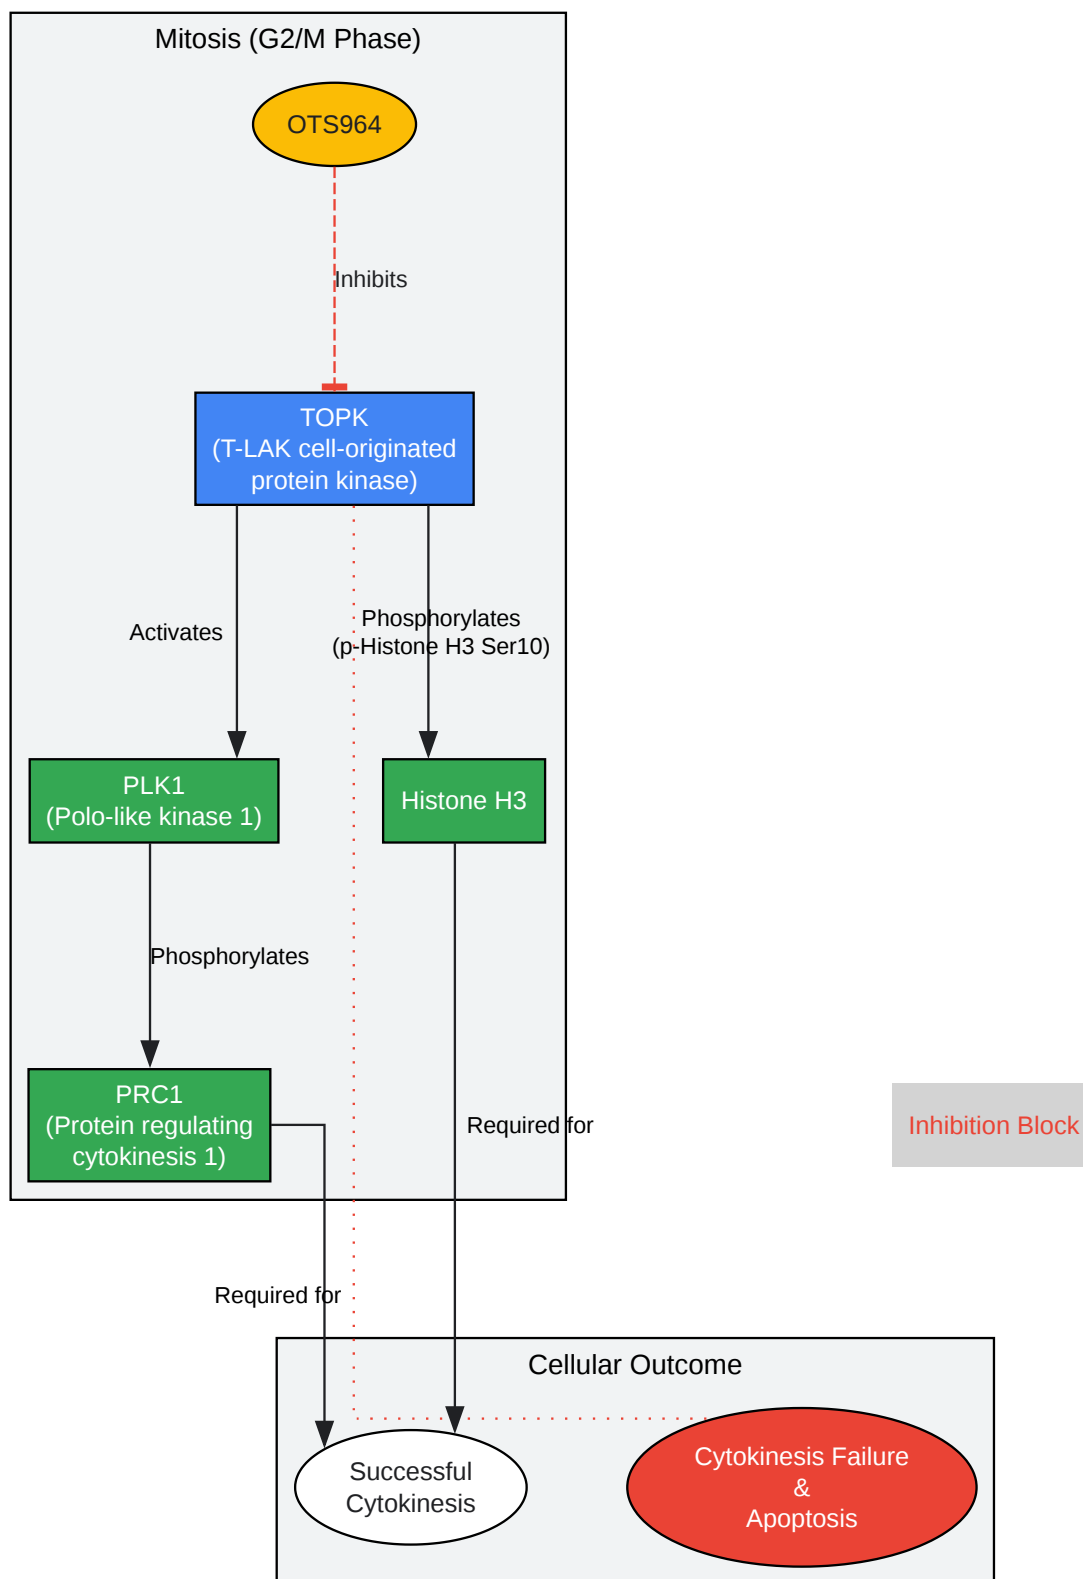 Mitosis (G2/M Phase)
OTS964
Inhibits
TOPK
(T-LAK cell-originated
protein kinase)
Activates
Phosphorylates
(p-Histone H3 Ser10)
PLK1
(Polo-like kinase 1)
Histone H3
Phosphorylates
PRC1
(Protein regulating
cytokinesis 1)
Required for
Inhibition Block
Required for
Cellular Outcome
Successful
Cytokinesis
Cytokinesis Failure
&
Apoptosis